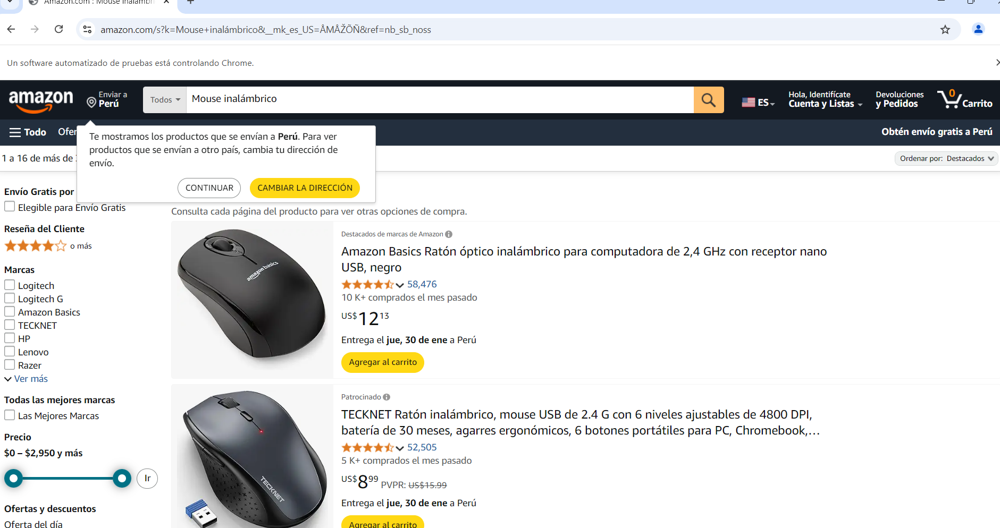 Amazon.com : Mouse inalámbri
amazon.com/s?k=Mouse+inalámbrico&__mk_es_US=ÅMÅŽÕÑ&ref=nb_sb_noss
Un software automatizado de pruebas está controlando Chrome.
amazon
Enviar a
Perú
Todos
Mouse inalámbrico
ES
Hola, Identifícate
Cuenta y Listas
Devoluciones
y Pedidos
0
Carrito
Todo
Ofer
Obtén envío gratis a Perú
Te mostramos los productos que se envían a Perú. Para ver
productos que se envían a otro país, cambia tu dirección de
envío.
CONTINUAR
CAMBIAR LA DIRECCIÓN
1 a 16 de más de
Ordenar por: Destacados
Envío Gratis por
Elegible para Envío Gratis
Reseña del Cliente
o más
Marcas
Logitech
Logitech G
Amazon Basics
TECKNET
HP
Lenovo
Razer
Ver más
Todas las mejores marcas
Las Mejores Marcas
Precio
$0 – $2,950 y más
Ir
Ofertas y descuentos
Oferta del día
Consulta cada página del producto para ver otras opciones de compra.
amazon basics
Destacados de marcas de Amazon
Amazon Basics Ratón óptico inalámbrico para computadora de 2,4 GHz con receptor nano
USB, negro
58,476
10 K+ comprados el mes pasado
US$12 13
Entrega el jue, 30 de ene a Perú
Agregar al carrito
TECKNET
Patrocinado
TECKNET Ratón inalámbrico, mouse USB de 2.4 G con 6 niveles ajustables de 4800 DPI,
batería de 30 meses, agarres ergonómicos, 6 botones portátiles para PC, Chromebook,…
52,505
5 K+ comprados el mes pasado
US$8 99 PVPR: US$15.99
Entrega el jue, 30 de ene a Perú
Agregar al carrito